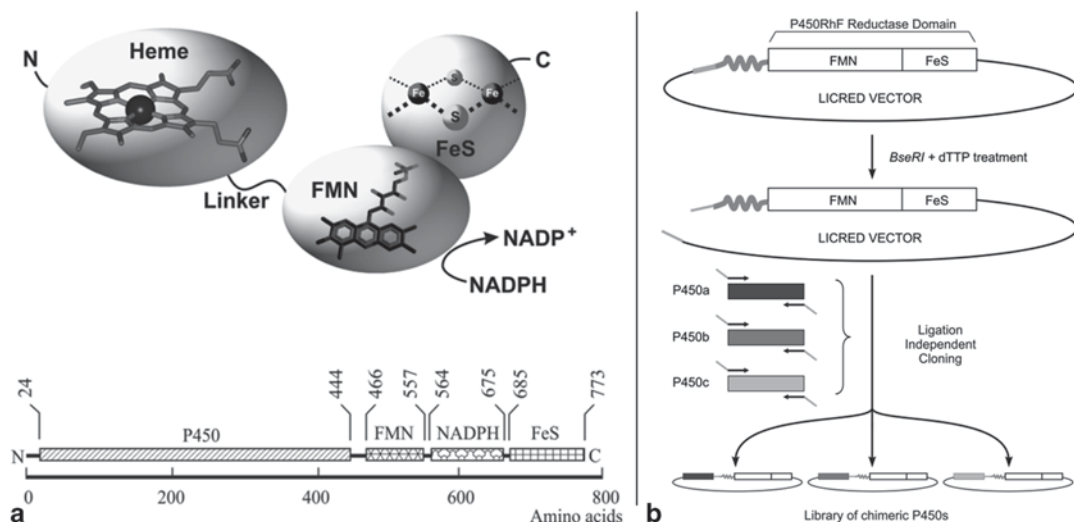 N
Heme
Fe
S
Fe
S
FeS
C
Linker
FMN
NADP+
NADPH
24
444
466
557
564
675
685
773
P450
FMN
NADPH
FeS
N
C
0
200
400
600
800
Amino acids
a
P450RhF Reductase Domain
FMN
FeS
LICRED VECTOR
BseRI + dTTP treatment
FMN
FeS
LICRED VECTOR
P450a
P450b
P450c
Ligation
Independent
Cloning
Library of chimeric P450s
b